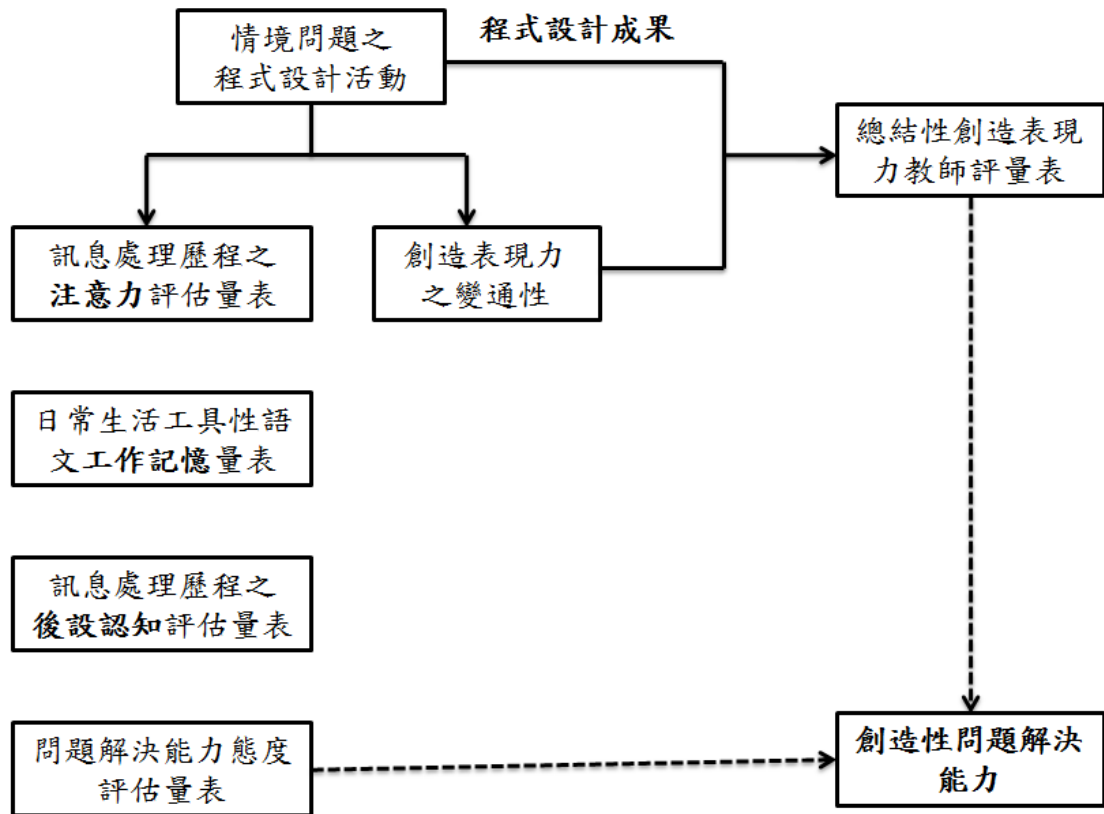 情境問題之
程式設計活動
程式設計成果
總結性創造表現
力教師評量表
訊息處理歷程之
注意力評估量表
創造表現力
之變通性
日常生活工具性語
文工作記憶量表
訊息處理歷程之
後設認知評估量表
問題解決能力態度
評估量表
創造性問題解決
能力